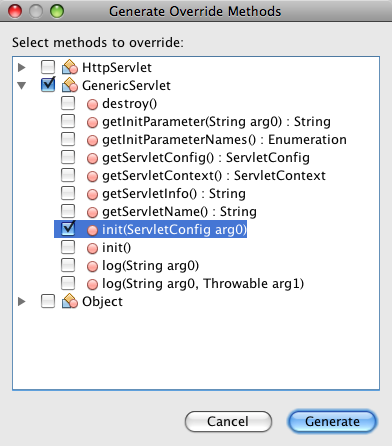 Generate Override Methods
Select methods to override:
HttpServlet
GenericServlet
destroy()
getInitParameter(String arg0) : String
getInitParameterNames() : Enumeration
getServletConfig() : ServletConfig
getServletContext() : ServletContext
getServletInfo() : String
getServletName() : String
init(ServletConfig arg0)
init()
log(String arg0)
log(String arg0, Throwable arg1)
Object
Cancel Generate